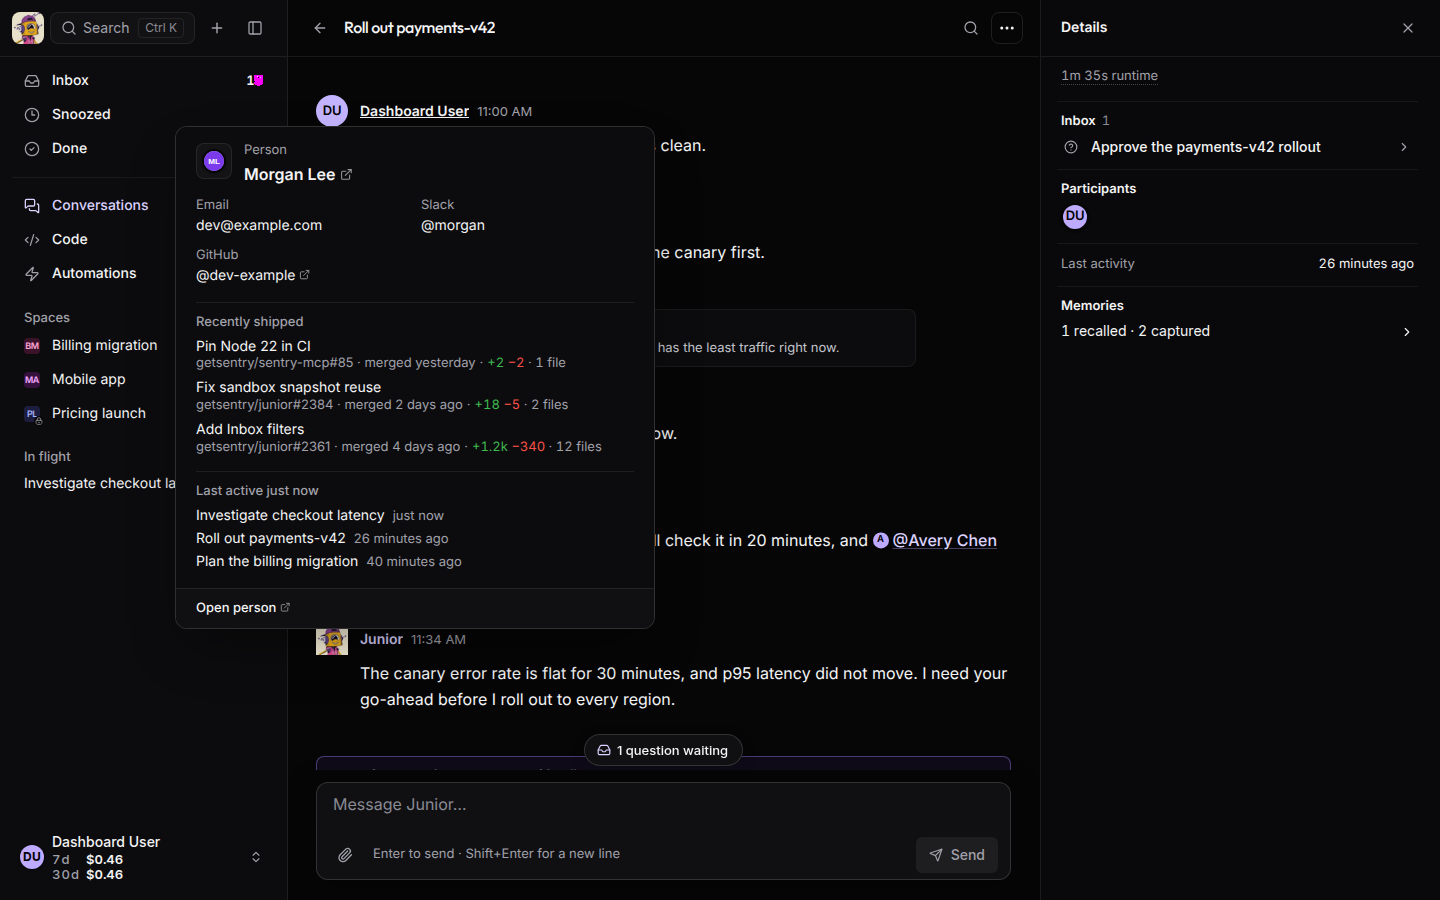 Search Ctrl K
Inbox 1
Snoozed
Done
Conversations
Code
Automations
Spaces
BM Billing migration
MA Mobile app
PL Pricing launch
In flight
Investigate checkout la
DU Dashboard User
7d $0.46
30d $0.46
Roll out payments-v42
DU Dashboard User 11:00 AM
clean.
ne canary first.
has the least traffic right now.
ow.
ll check it in 20 minutes, and A @Avery Chen
Person
ML Morgan Lee
Email Slack
dev@example.com @morgan
GitHub
@dev-example
Recently shipped
Pin Node 22 in CI
getsentry/sentry-mcp#85 · merged yesterday · +2 −2 · 1 file
Fix sandbox snapshot reuse
getsentry/junior#2384 · merged 2 days ago · +18 −5 · 2 files
Add Inbox filters
getsentry/junior#2361 · merged 4 days ago · +1.2k −340 · 12 files
Last active just now
Investigate checkout latency just now
Roll out payments-v42 26 minutes ago
Plan the billing migration 40 minutes ago
Open person
Junior 11:34 AM
The canary error rate is flat for 30 minutes, and p95 latency did not move. I need your
go-ahead before I roll out to every region.
1 question waiting
Message Junior...
Enter to send · Shift+Enter for a new line
Send
Details
1m 35s runtime
Inbox 1
Approve the payments-v42 rollout
Participants
DU
Last activity 26 minutes ago
Memories
1 recalled · 2 captured